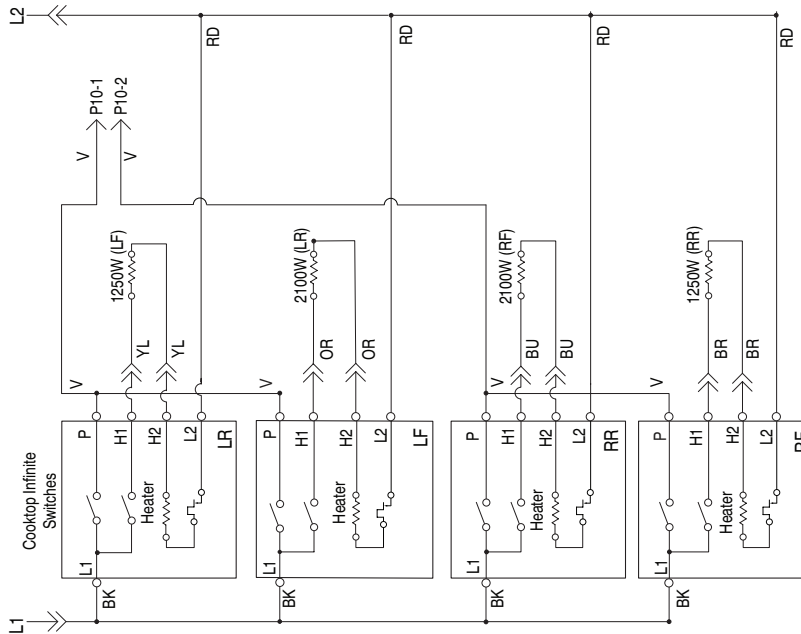 L2
L1
Cooktop Infinite
Switches
P10-1
P10-2
V
V
1250W (LF)
YL
YL
RD
V
P
H1
H2
L2
LR
Heater
L1
BK
2100W (LR)
OR
OR
RD
V
P
H1
H2
L2
LF
Heater
L1
BK
2100W (RF)
BU
BU
RD
V
P
H1
H2
L2
RR
Heater
L1
BK
1250W (RR)
BR
BR
RD
V
P
H1
H2
L2
RF
Heater
L1
BK